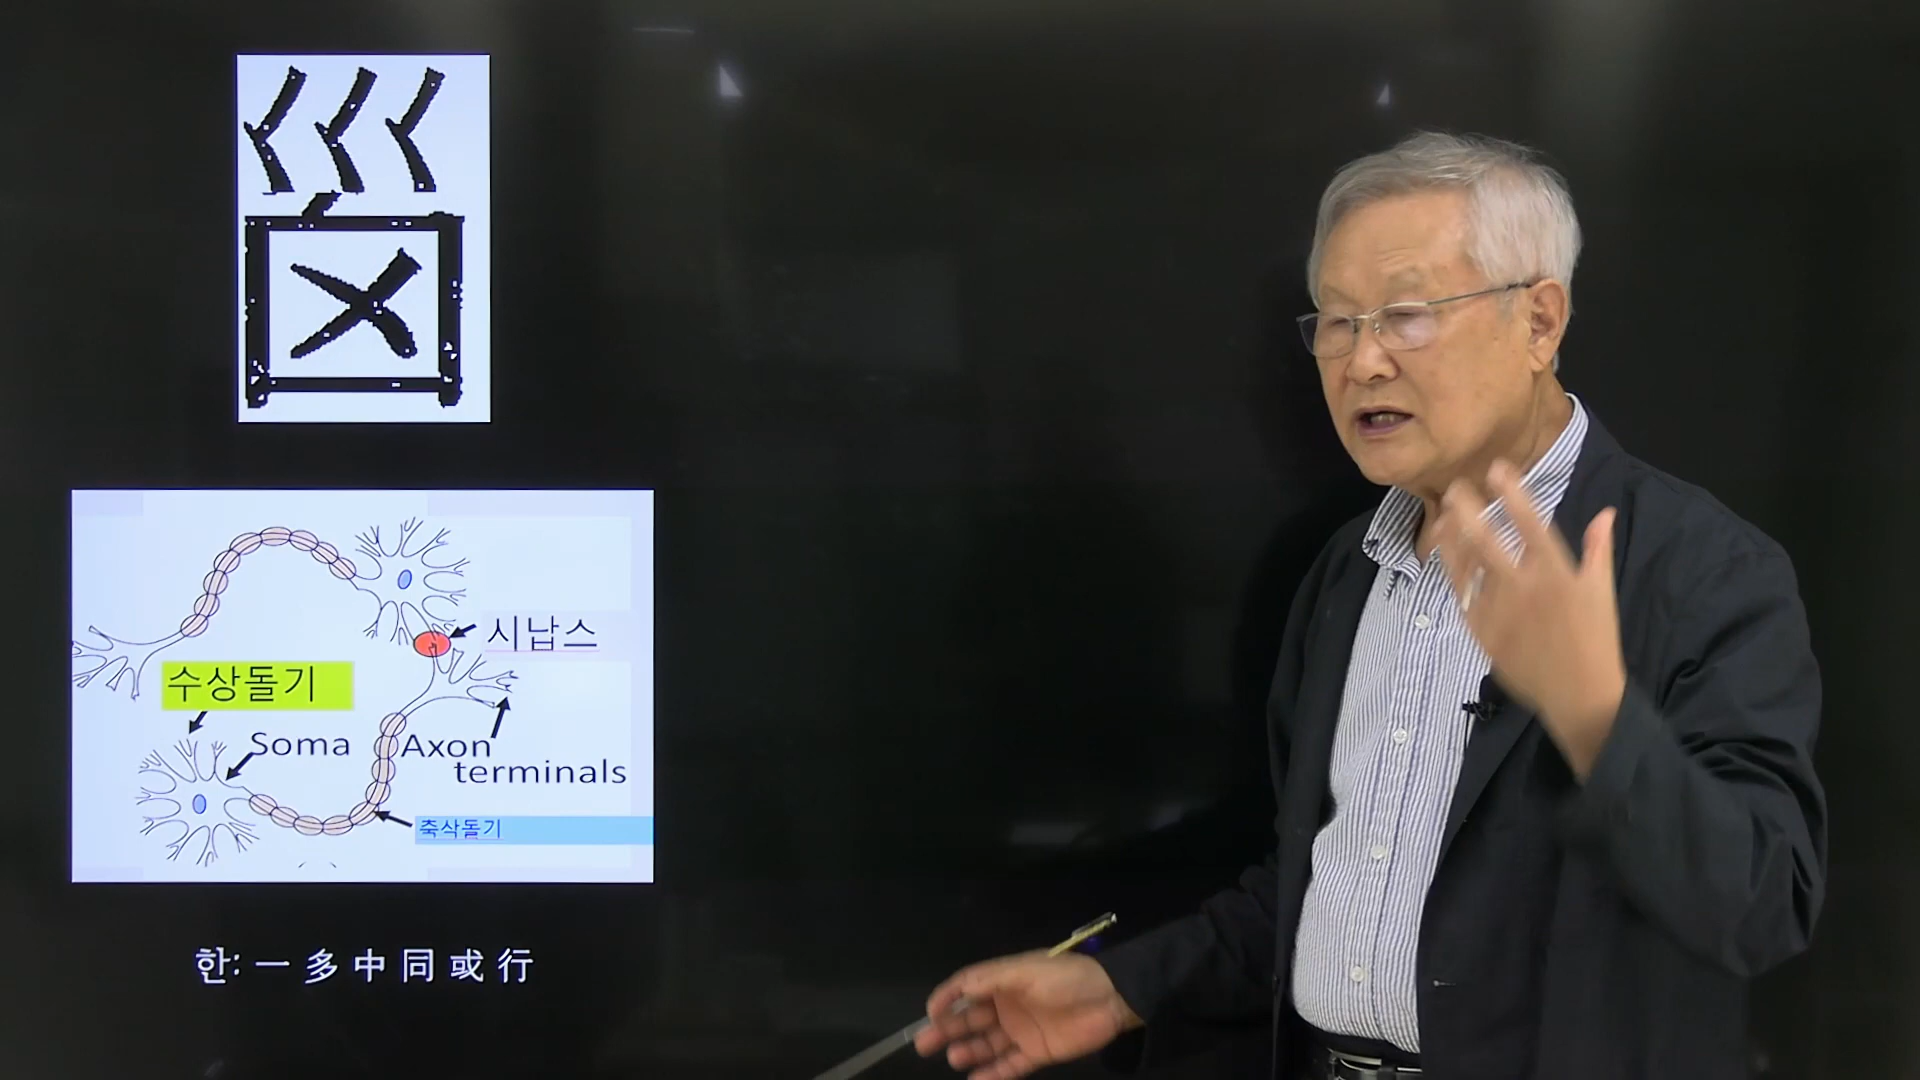 시납스
수상돌기
Soma
Axon
terminals
축삭돌기
한: 一 多 中 同 或 行